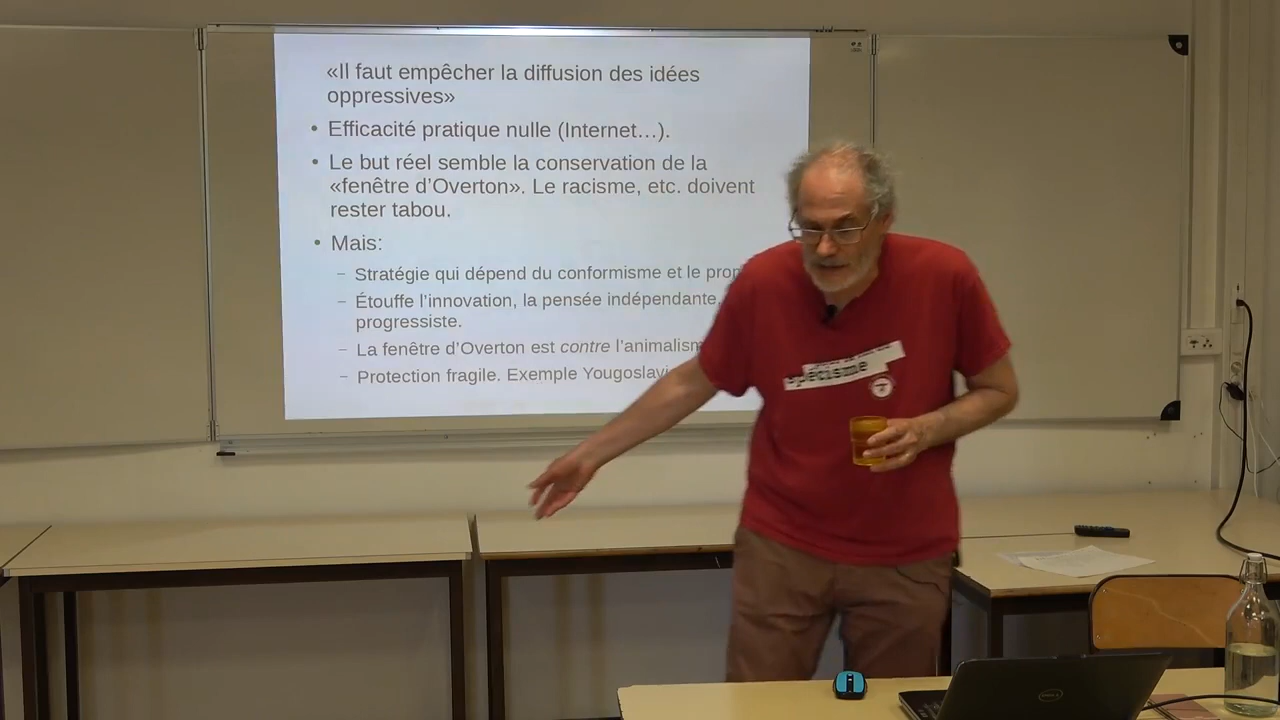 «Il faut empêcher la diffusion des idées
oppressives»
• Efficacité pratique nulle (Internet…).
• Le but réel semble la conservation de la
«fenêtre d’Overton». Le racisme, etc. doivent
rester tabou.
• Mais:
– Stratégie qui dépend du conformisme et le
– Étouffe l’innovation, la pensée indépendante,
progressiste.
– La fenêtre d’Overton est contre
– Protection fragile. Exemple